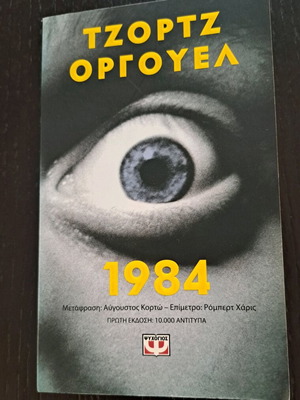 ΤΖΟΡΤΖ
ΟΡΓΟΥΕΛ
1984
Μετάφραση: Αύγουστος Κορτώ – Επίμετρο: Ρόμπερτ Χάρις
ΠΡΩΤΗ ΕΚΔΟΣΗ: 10.000 ΑΝΤΙΤΥΠΑ
ΨΥΧΟΓΙΟΣ